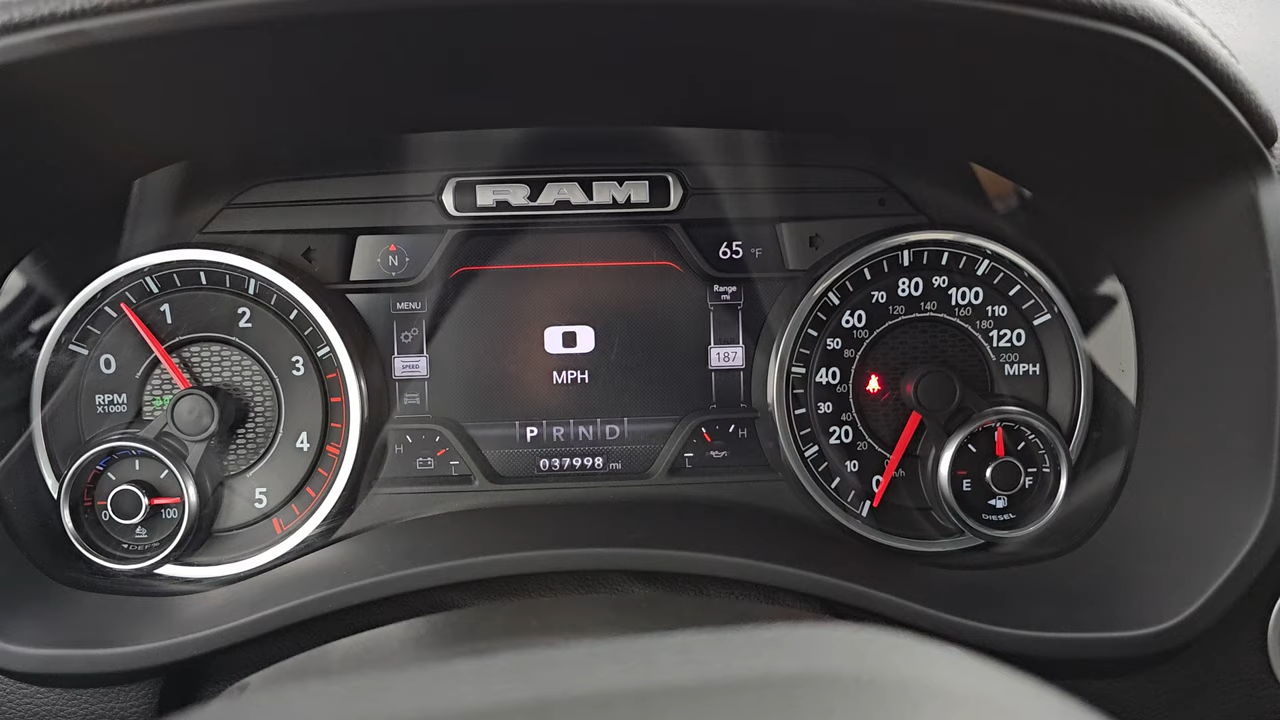 RAM
N
65 °F
MENU
SPEED
Range
mi
187
0
MPH
P R N D
037998 mi
H
L
H
L
0
1
2
3
4
5
RPM
X1000
0
100
DEF%
0
10
20
30
40
50
60
70
80
90
100
110
120
MPH
20
40
60
80
100
120
140
160
180
200
E
F
DIESEL